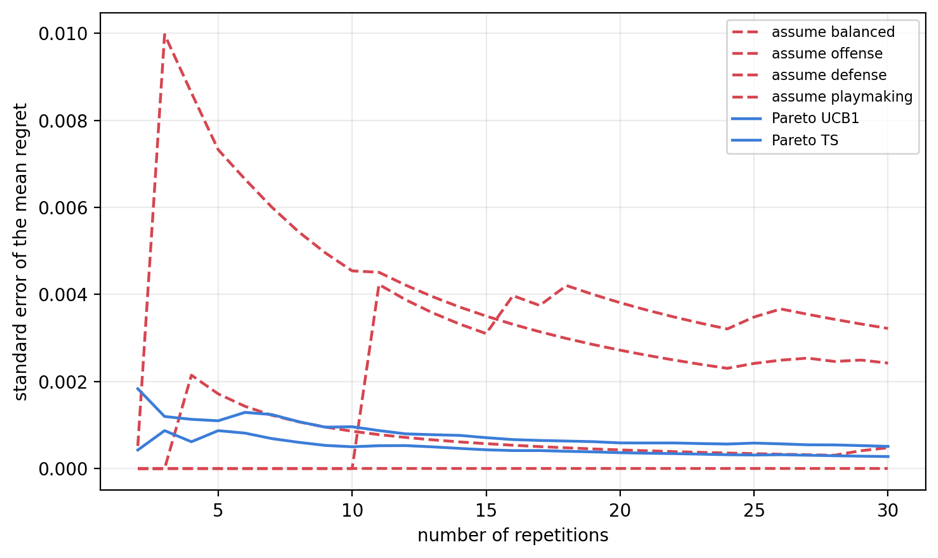 0.010
0.008
0.006
0.004
0.002
0.000
standard error of the mean regret
assume balanced
assume offense
assume defense
assume playmaking
Pareto UCB1
Pareto TS
5
10
15
20
25
30
number of repetitions